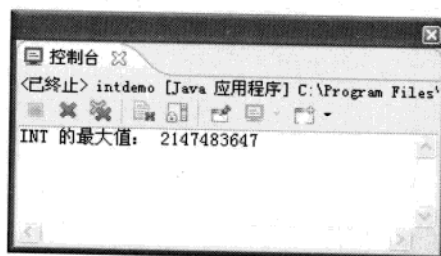 控制台
<已终止> intdemo [Java 应用程序] C:\Program Files'
INT 的最大值： 2147483647